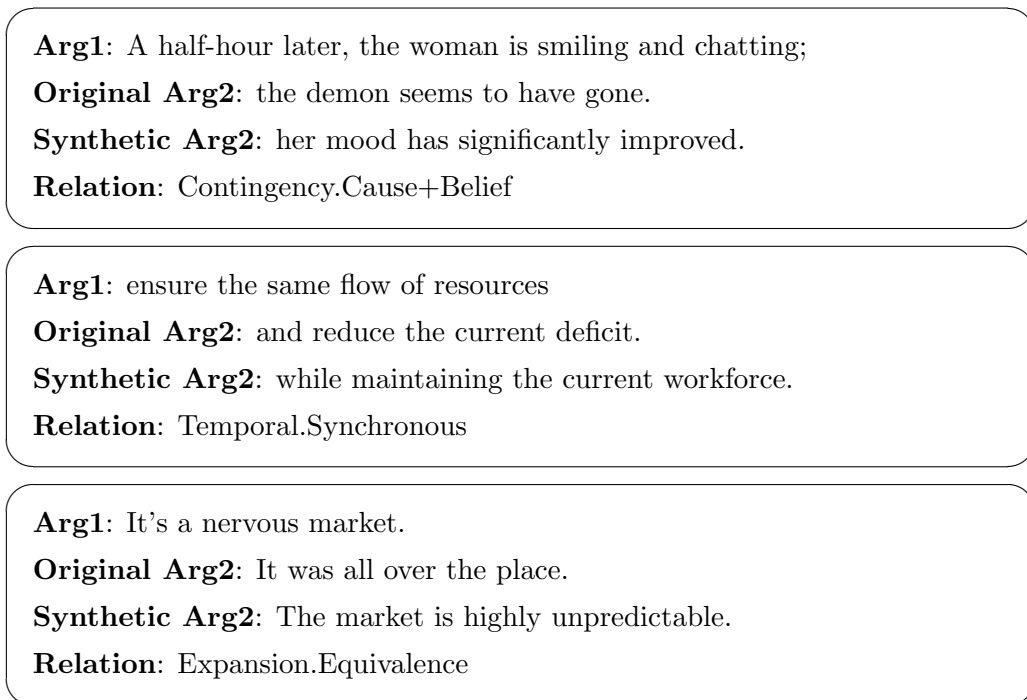 Arg1: A half-hour later, the woman is smiling and chatting;
Original Arg2: the demon seems to have gone.
Synthetic Arg2: her mood has significantly improved.
Relation: Contingency.Cause+Belief
Arg1: ensure the same flow of resources
Original Arg2: and reduce the current deficit.
Synthetic Arg2: while maintaining the current workforce.
Relation: Temporal.Synchronous
Arg1: It's a nervous market.
Original Arg2: It was all over the place.
Synthetic Arg2: The market is highly unpredictable.
Relation: Expansion.Equivalence